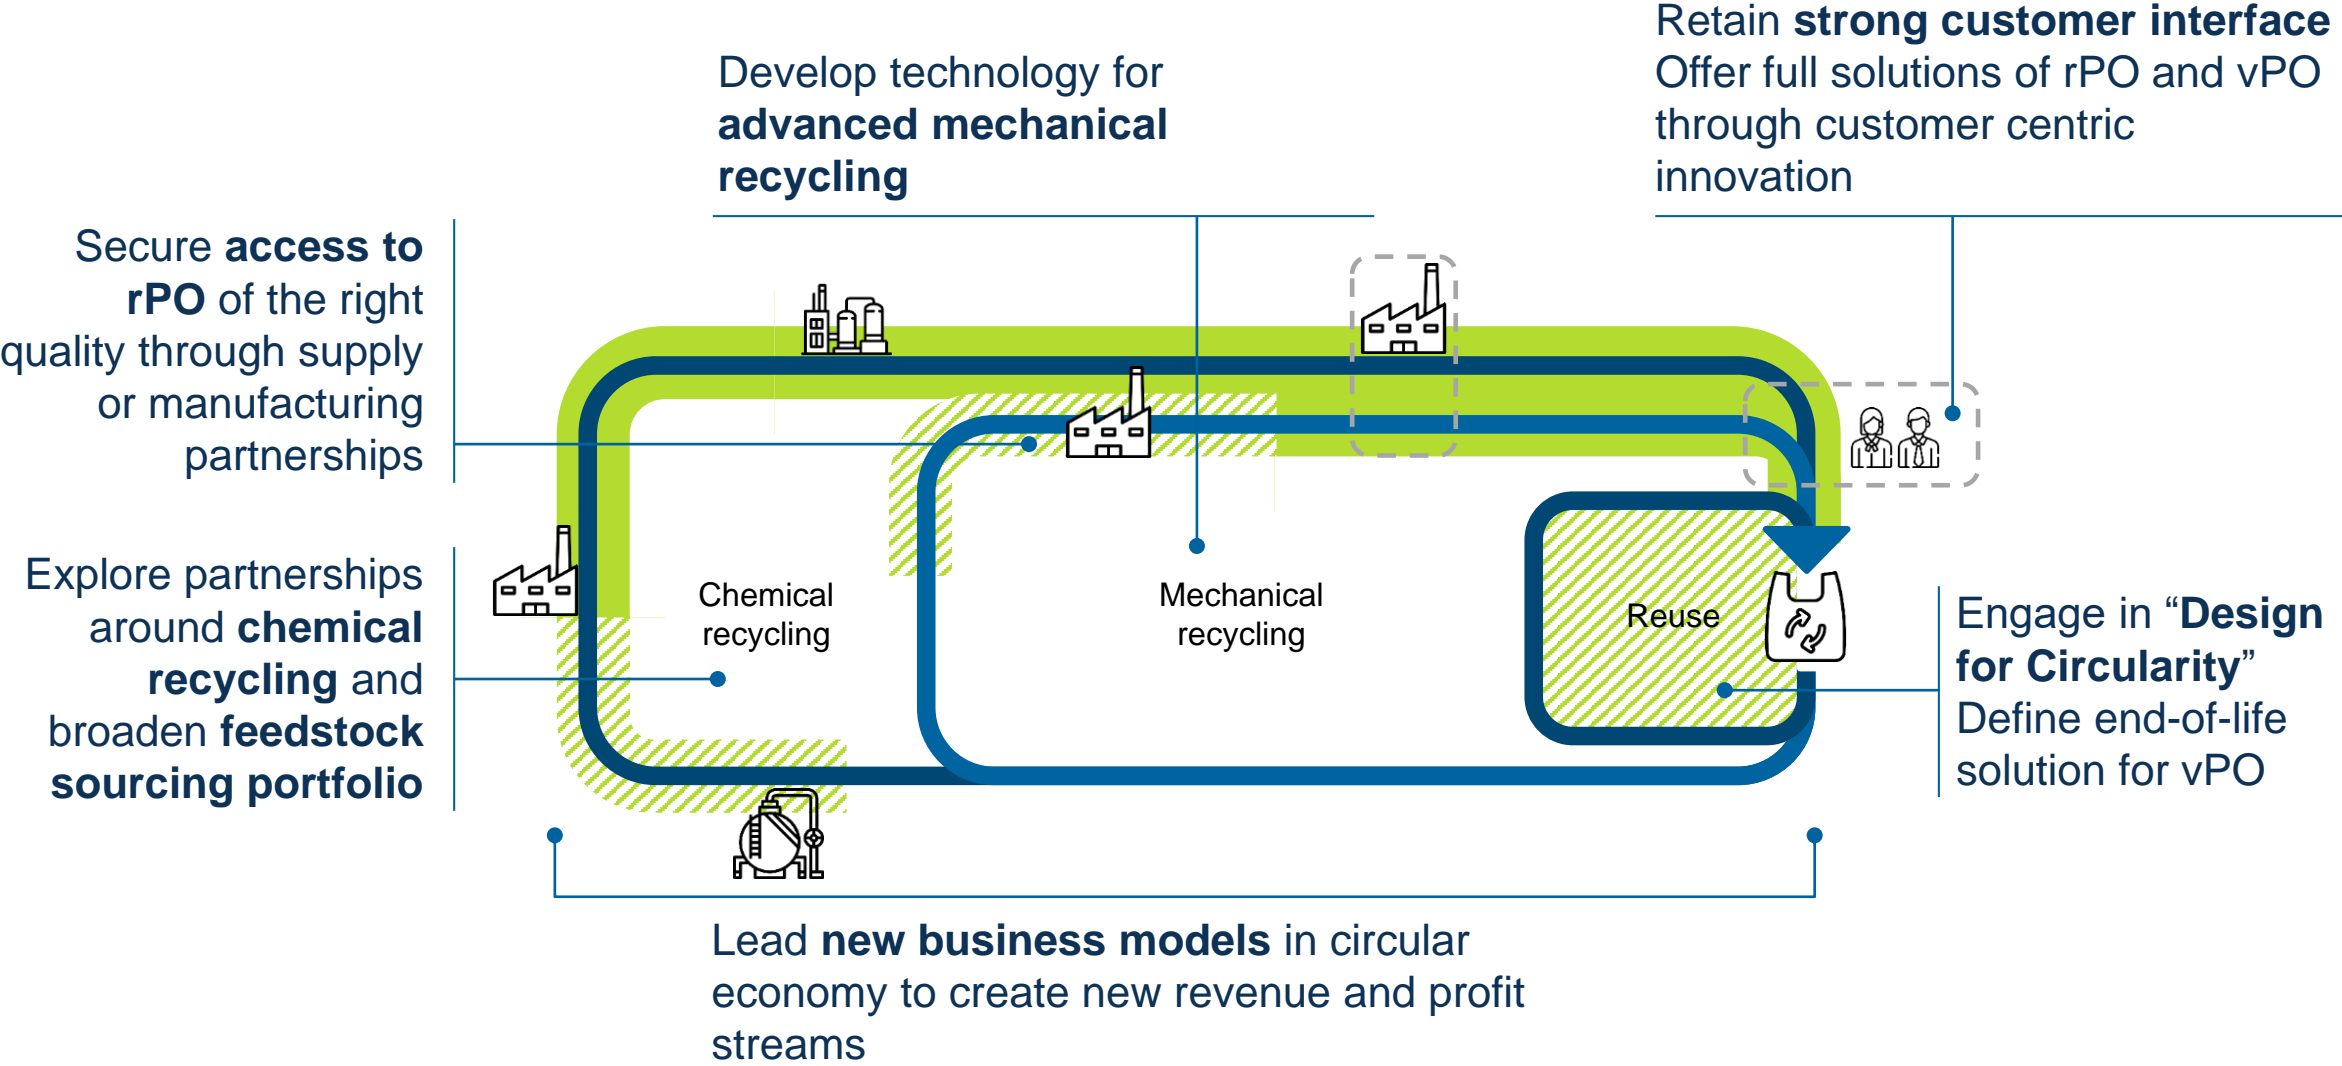 Retain strong customer interface
Offer full solutions of rPO and vPO
through customer centric
innovation
Develop technology for
advanced mechanical
recycling
Secure access to
rPO of the right
quality through supply
or manufacturing
partnerships
Explore partnerships
around chemical
recycling and
broaden feedstock
sourcing portfolio
Chemical
recycling
Mechanical
recycling
Reuse
Engage in “Design
for Circularity”
Define end-of-life
solution for vPO
Lead new business models in circular
economy to create new revenue and profit
streams